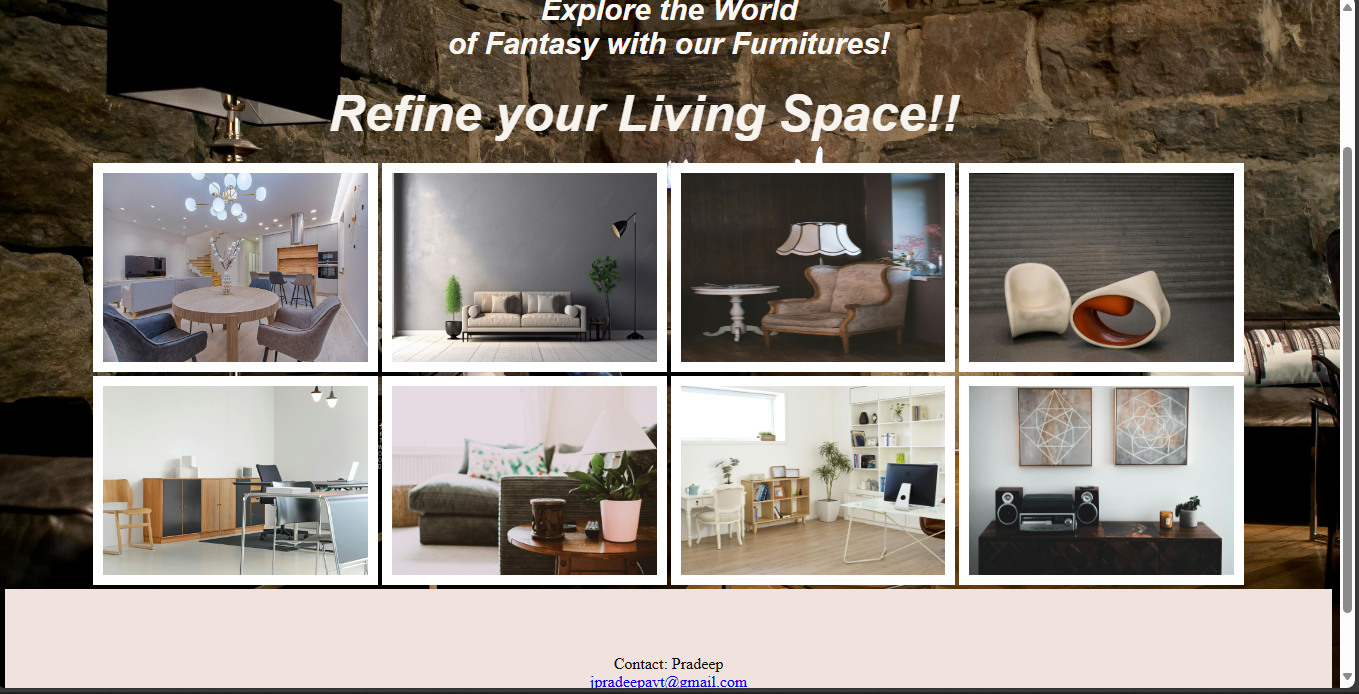 Explore the World
of Fantasy with our Furnitures!
Refine your Living Space!!
Contact: Pradeep
jpradeepavt@gmail.com